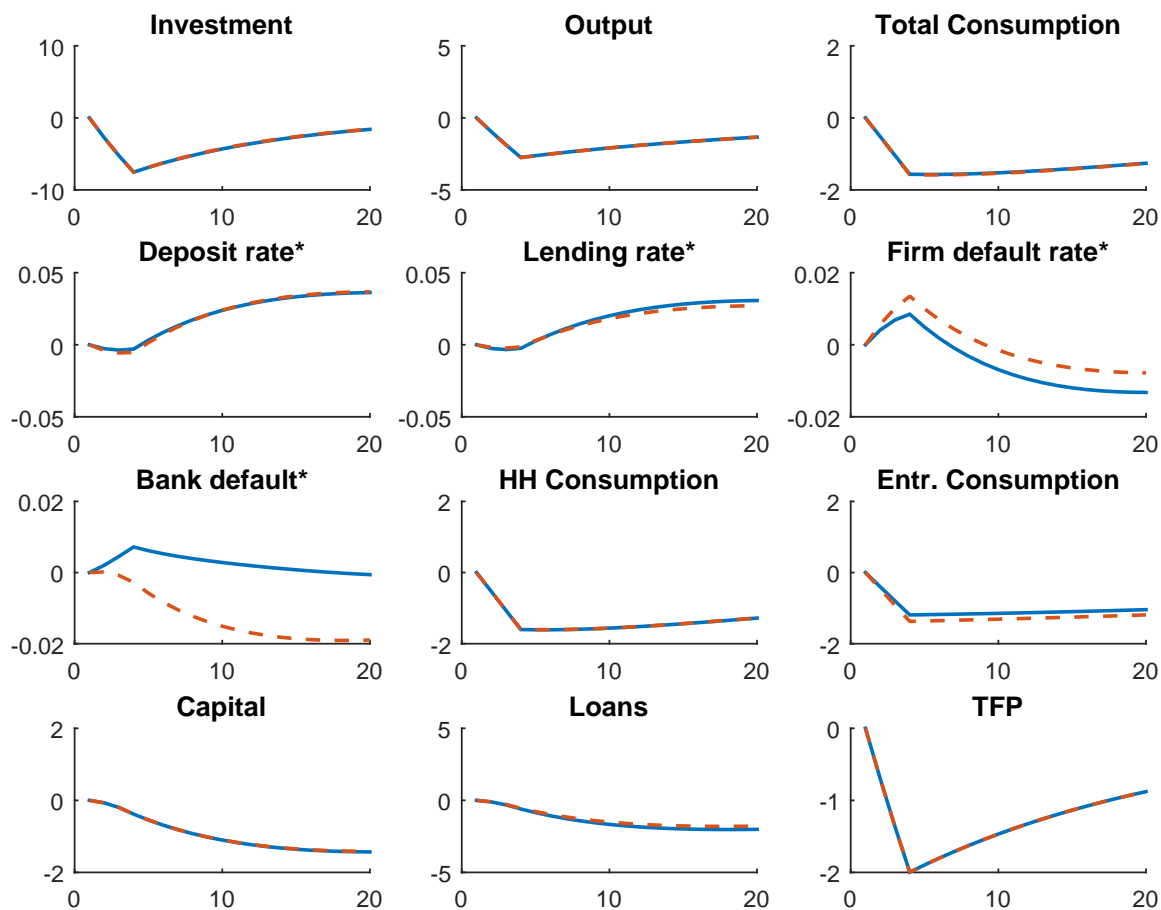 Investment Output Total Consumption
10 5 2
0 0 0
-10 -5 -2
0 10 20 0 10 20 0 10 20
Deposit rate* Lending rate* Firm default rate*
0.05 0.05 0.02
0 0 0
-0.05 -0.05 -0.02
0 10 20 0 10 20 0 10 20
Bank default* HH Consumption Entr. Consumption
0.02 2 2
0 0 0
-0.02 -2 -2
0 10 20 0 10 20 0 10 20
Capital Loans TFP
2 5 0
0 0 -1
-2 -5 -2
0 10 20 0 10 20 0 10 20